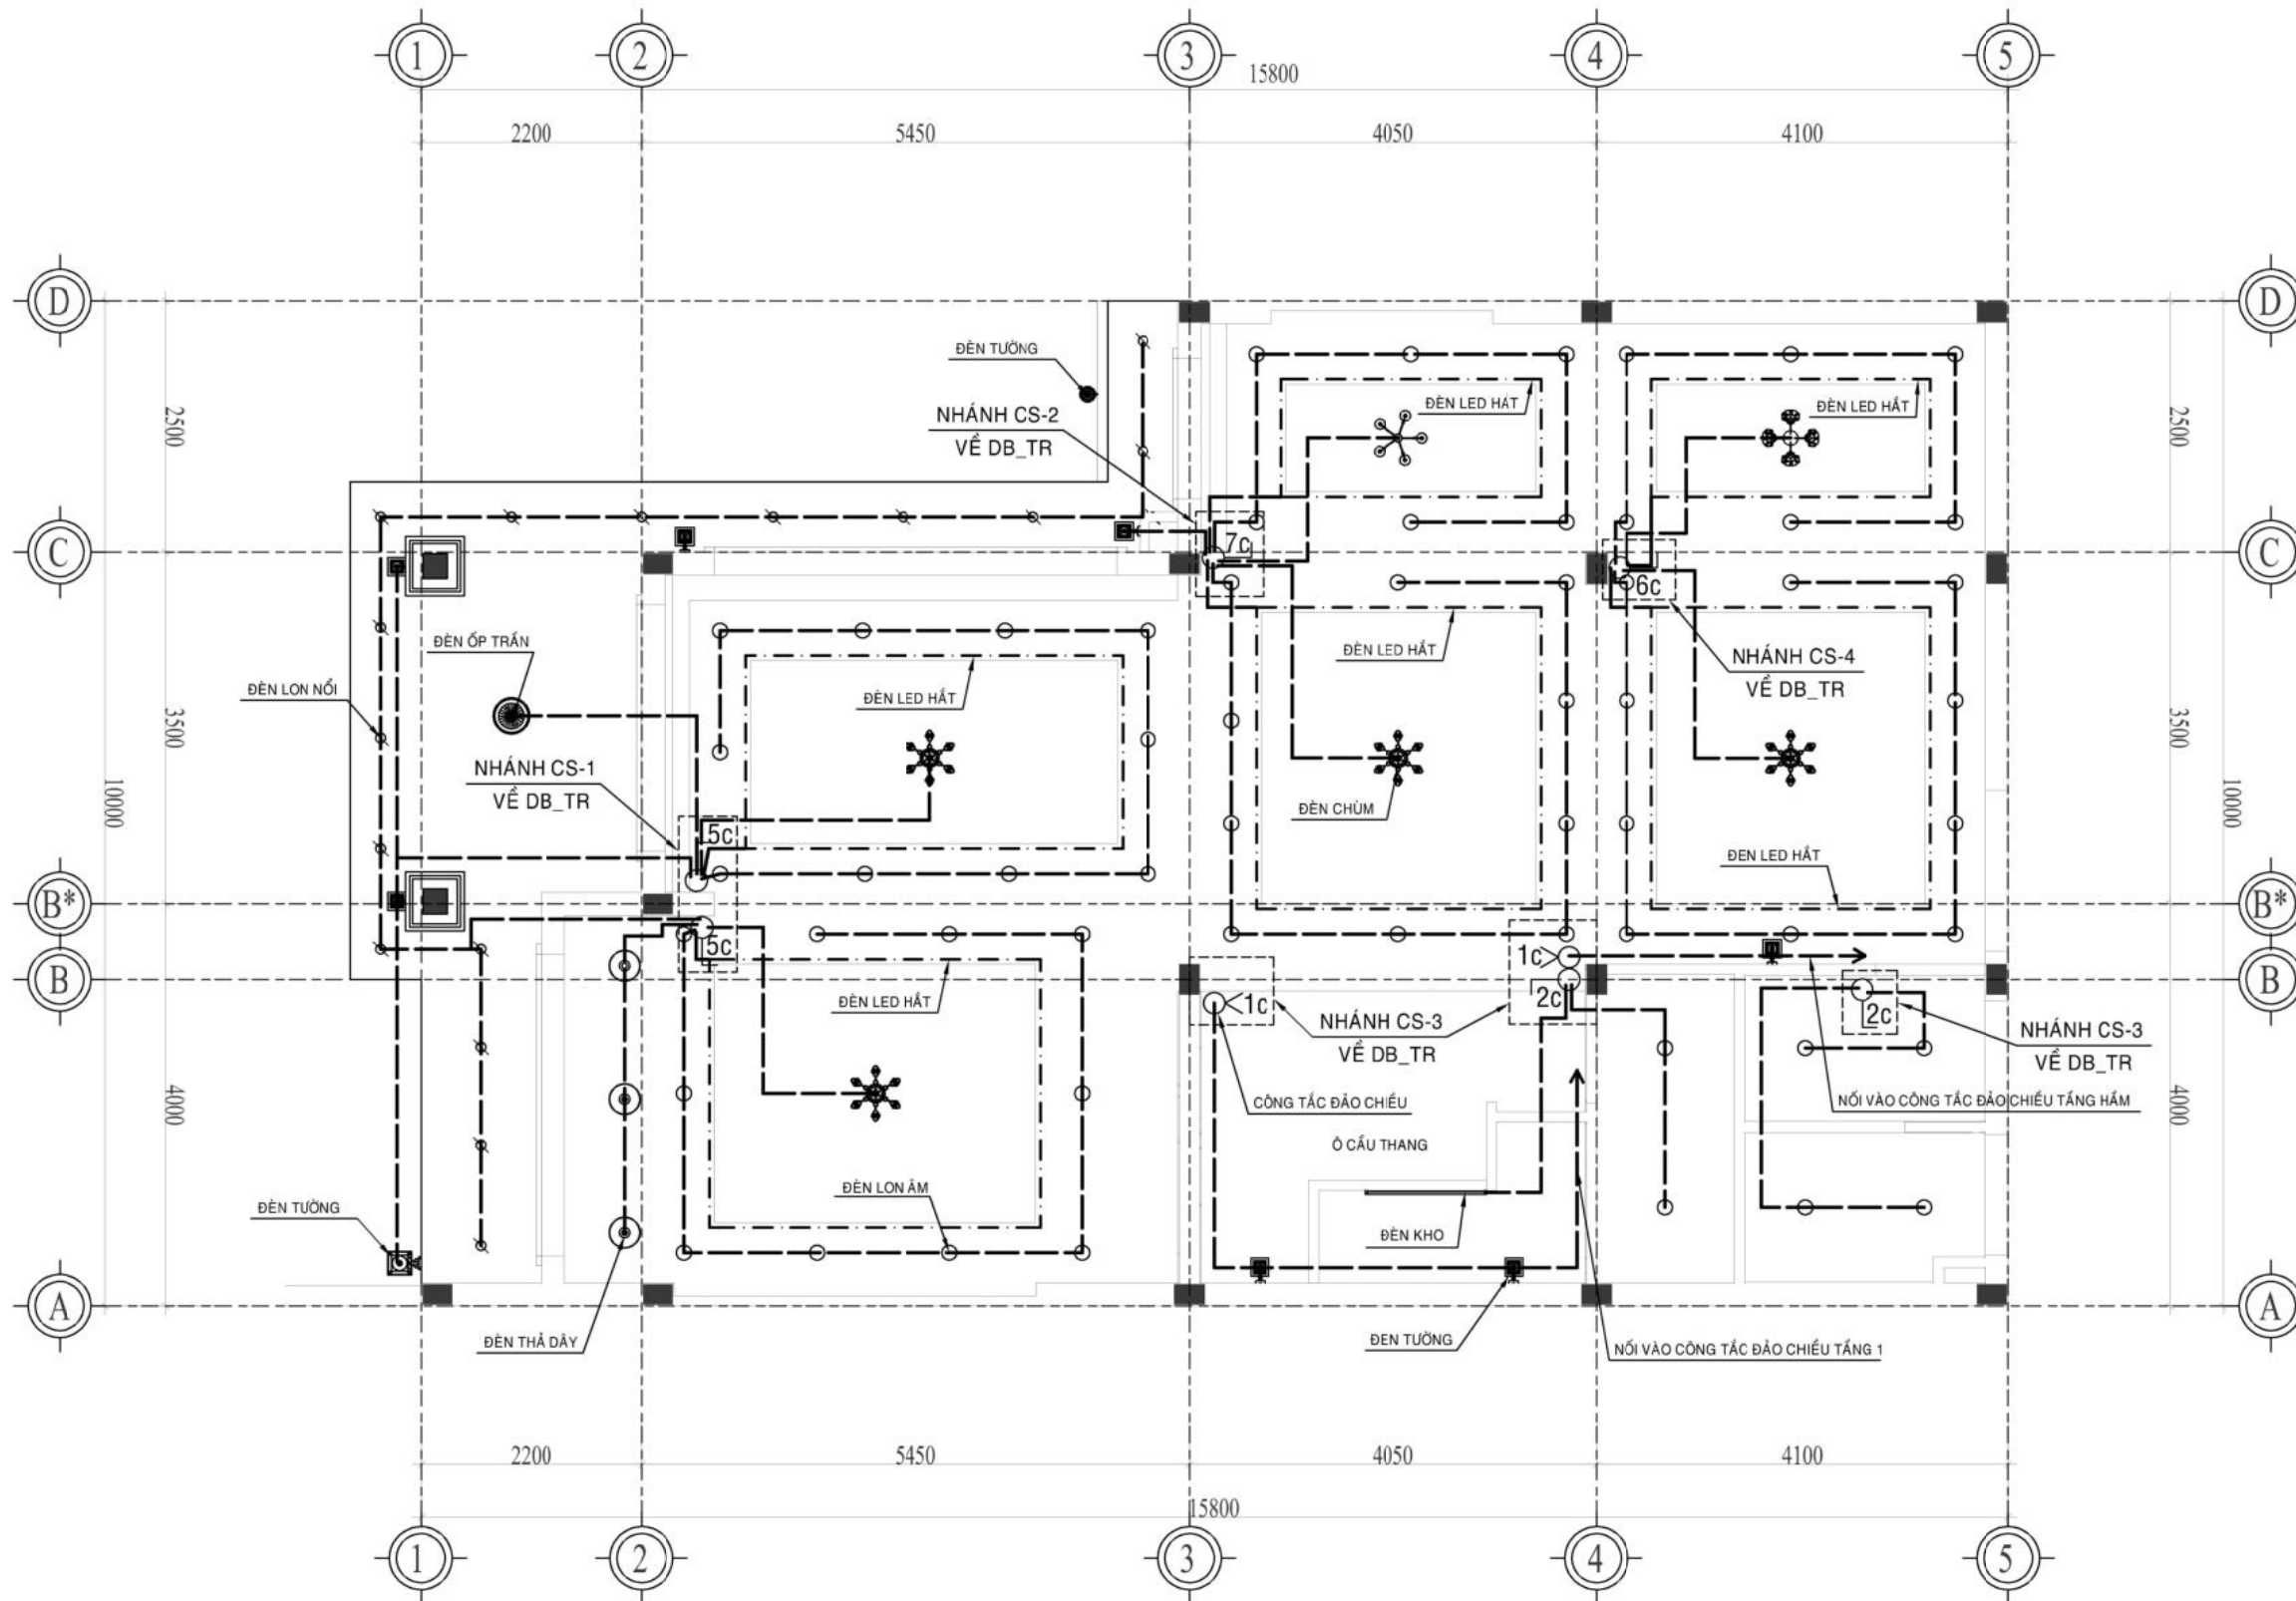 1
2
3
4
5
15800
2200
5450
4050
4100
D
D
ĐÈN TƯỜNG
NHÁNH CS-2
VỀ DB_TR
ĐÈN LED HẮT
ĐÈN LED HẮT
2500
2500
C
C
7c
6c
ĐÈN ỐP TRẦN
ĐÈN LON NỔI
ĐÈN LED HẮT
ĐÈN LED HẮT
NHÁNH CS-4
VỀ DB_TR
3500
3500
NHÁNH CS-1
VỀ DB_TR
10000
10000
ĐÈN CHÙM
5c
ĐÈN LED HẮT
B*
B*
5c
1c
B
B
ĐÈN LED HẮT
1c
2c
2c
NHÁNH CS-3
VỀ DB_TR
NHÁNH CS-3
VỀ DB_TR
4000
4000
CÔNG TẮC ĐẢO CHIỀU
NỐI VÀO CÔNG TẮC ĐẢO CHIỀU TẦNG HẦM
Ô CẦU THANG
ĐÈN LON ÂM
ĐÈN TƯỜNG
ĐÈN KHO
A
A
ĐÈN THẢ DÂY
ĐÈN TƯỜNG
NỐI VÀO CÔNG TẮC ĐẢO CHIỀU TẦNG 1
2200
5450
4050
4100
15800
1
2
3
4
5